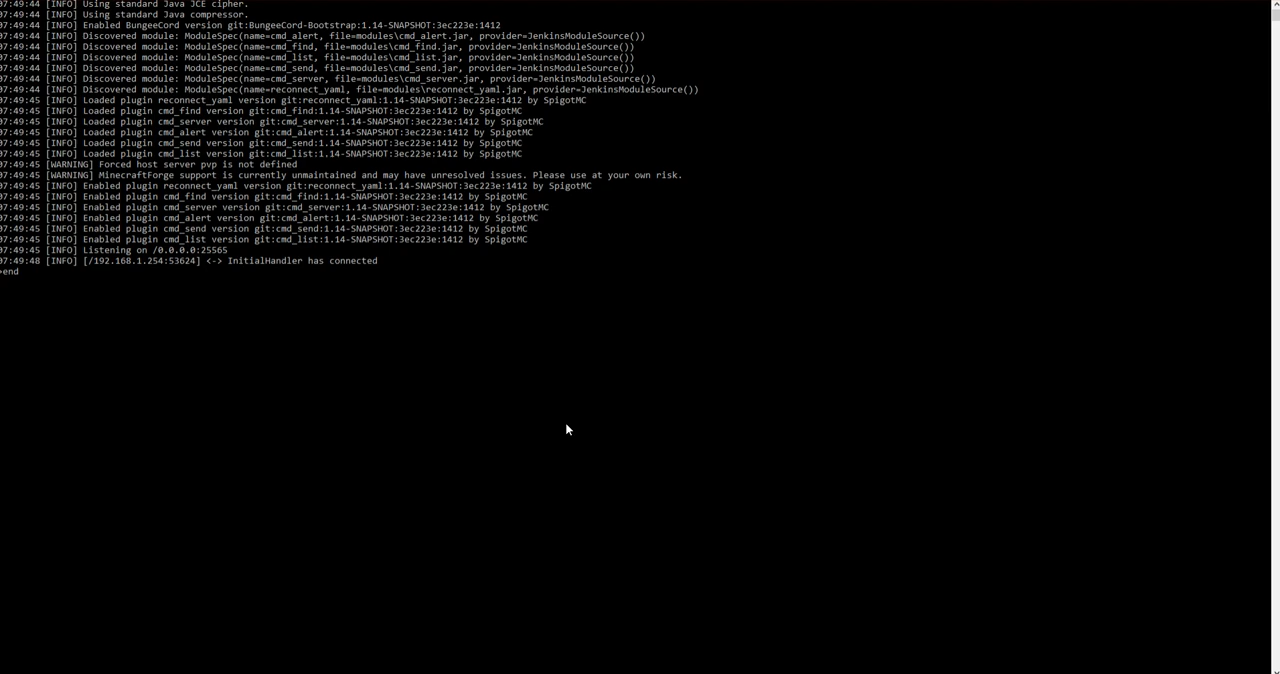 07:49:44 [INFO] Using standard Java JCE cipher.
07:49:44 [INFO] Using standard Java compressor.
07:49:44 [INFO] Enabled BungeeCord version git:BungeeCord-Bootstrap:1.14-SNAPSHOT:3ec223e:1412
07:49:44 [INFO] Discovered module: ModuleSpec(name=cmd_alert, file=modules\cmd_alert.jar, provider=JenkinsModuleSource())
07:49:44 [INFO] Discovered module: ModuleSpec(name=cmd_find, file=modules\cmd_find.jar, provider=JenkinsModuleSource())
07:49:44 [INFO] Discovered module: ModuleSpec(name=cmd_list, file=modules\cmd_list.jar, provider=JenkinsModuleSource())
07:49:44 [INFO] Discovered module: ModuleSpec(name=cmd_send, file=modules\cmd_send.jar, provider=JenkinsModuleSource())
07:49:44 [INFO] Discovered module: ModuleSpec(name=cmd_server, file=modules\cmd_server.jar, provider=JenkinsModuleSource())
07:49:44 [INFO] Discovered module: ModuleSpec(name=reconnect_yaml, file=modules\reconnect_yaml.jar, provider=JenkinsModuleSource())
07:49:45 [INFO] Loaded plugin reconnect_yaml version git:reconnect_yaml:1.14-SNAPSHOT:3ec223e:1412 by SpigotMC
07:49:45 [INFO] Loaded plugin cmd_find version git:cmd_find:1.14-SNAPSHOT:3ec223e:1412 by SpigotMC
07:49:45 [INFO] Loaded plugin cmd_server version git:cmd_server:1.14-SNAPSHOT:3ec223e:1412 by SpigotMC
07:49:45 [INFO] Loaded plugin cmd_alert version git:cmd_alert:1.14-SNAPSHOT:3ec223e:1412 by SpigotMC
07:49:45 [INFO] Loaded plugin cmd_send version git:cmd_send:1.14-SNAPSHOT:3ec223e:1412 by SpigotMC
07:49:45 [INFO] Loaded plugin cmd_list version git:cmd_list:1.14-SNAPSHOT:3ec223e:1412 by SpigotMC
07:49:45 [WARNING] Forced host server pvp is not defined
07:49:45 [WARNING] MinecraftForge support is currently unmaintained and may have unresolved issues. Please use at your own risk.
07:49:45 [INFO] Enabled plugin reconnect_yaml version git:reconnect_yaml:1.14-SNAPSHOT:3ec223e:1412 by SpigotMC
07:49:45 [INFO] Enabled plugin cmd_find version git:cmd_find:1.14-SNAPSHOT:3ec223e:1412 by SpigotMC
07:49:45 [INFO] Enabled plugin cmd_server version git:cmd_server:1.14-SNAPSHOT:3ec223e:1412 by SpigotMC
07:49:45 [INFO] Enabled plugin cmd_alert version git:cmd_alert:1.14-SNAPSHOT:3ec223e:1412 by SpigotMC
07:49:45 [INFO] Enabled plugin cmd_send version git:cmd_send:1.14-SNAPSHOT:3ec223e:1412 by SpigotMC
07:49:45 [INFO] Enabled plugin cmd_list version git:cmd_list:1.14-SNAPSHOT:3ec223e:1412 by SpigotMC
07:49:45 [INFO] Listening on /0.0.0.0:25565
07:49:48 [INFO] [/192.168.1.254:53624] <-> InitialHandler has connected
>end